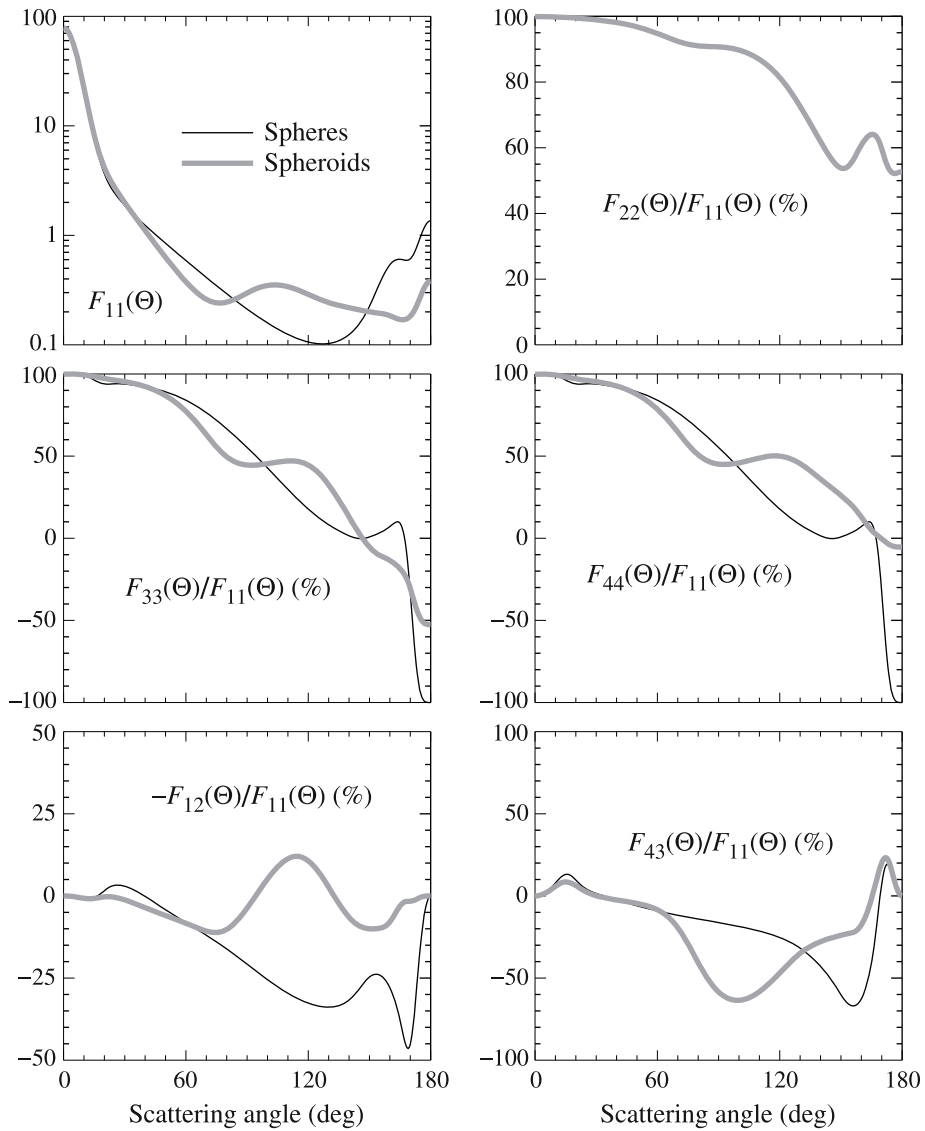 100
10
1
0.1
Spheres
Spheroids
F₁₁(Θ)
100
80
60
40
20
0
F₂₂(Θ)/F₁₁(Θ) (%)
100
50
0
−50
−100
F₃₃(Θ)/F₁₁(Θ) (%)
100
50
0
−50
−100
F₄₄(Θ)/F₁₁(Θ) (%)
50
25
0
−25
−50
−F₁₂(Θ)/F₁₁(Θ) (%)
0 60 120 180
Scattering angle (deg)
100
50
0
−50
−100
F₄₃(Θ)/F₁₁(Θ) (%)
0 60 120 180
Scattering angle (deg)